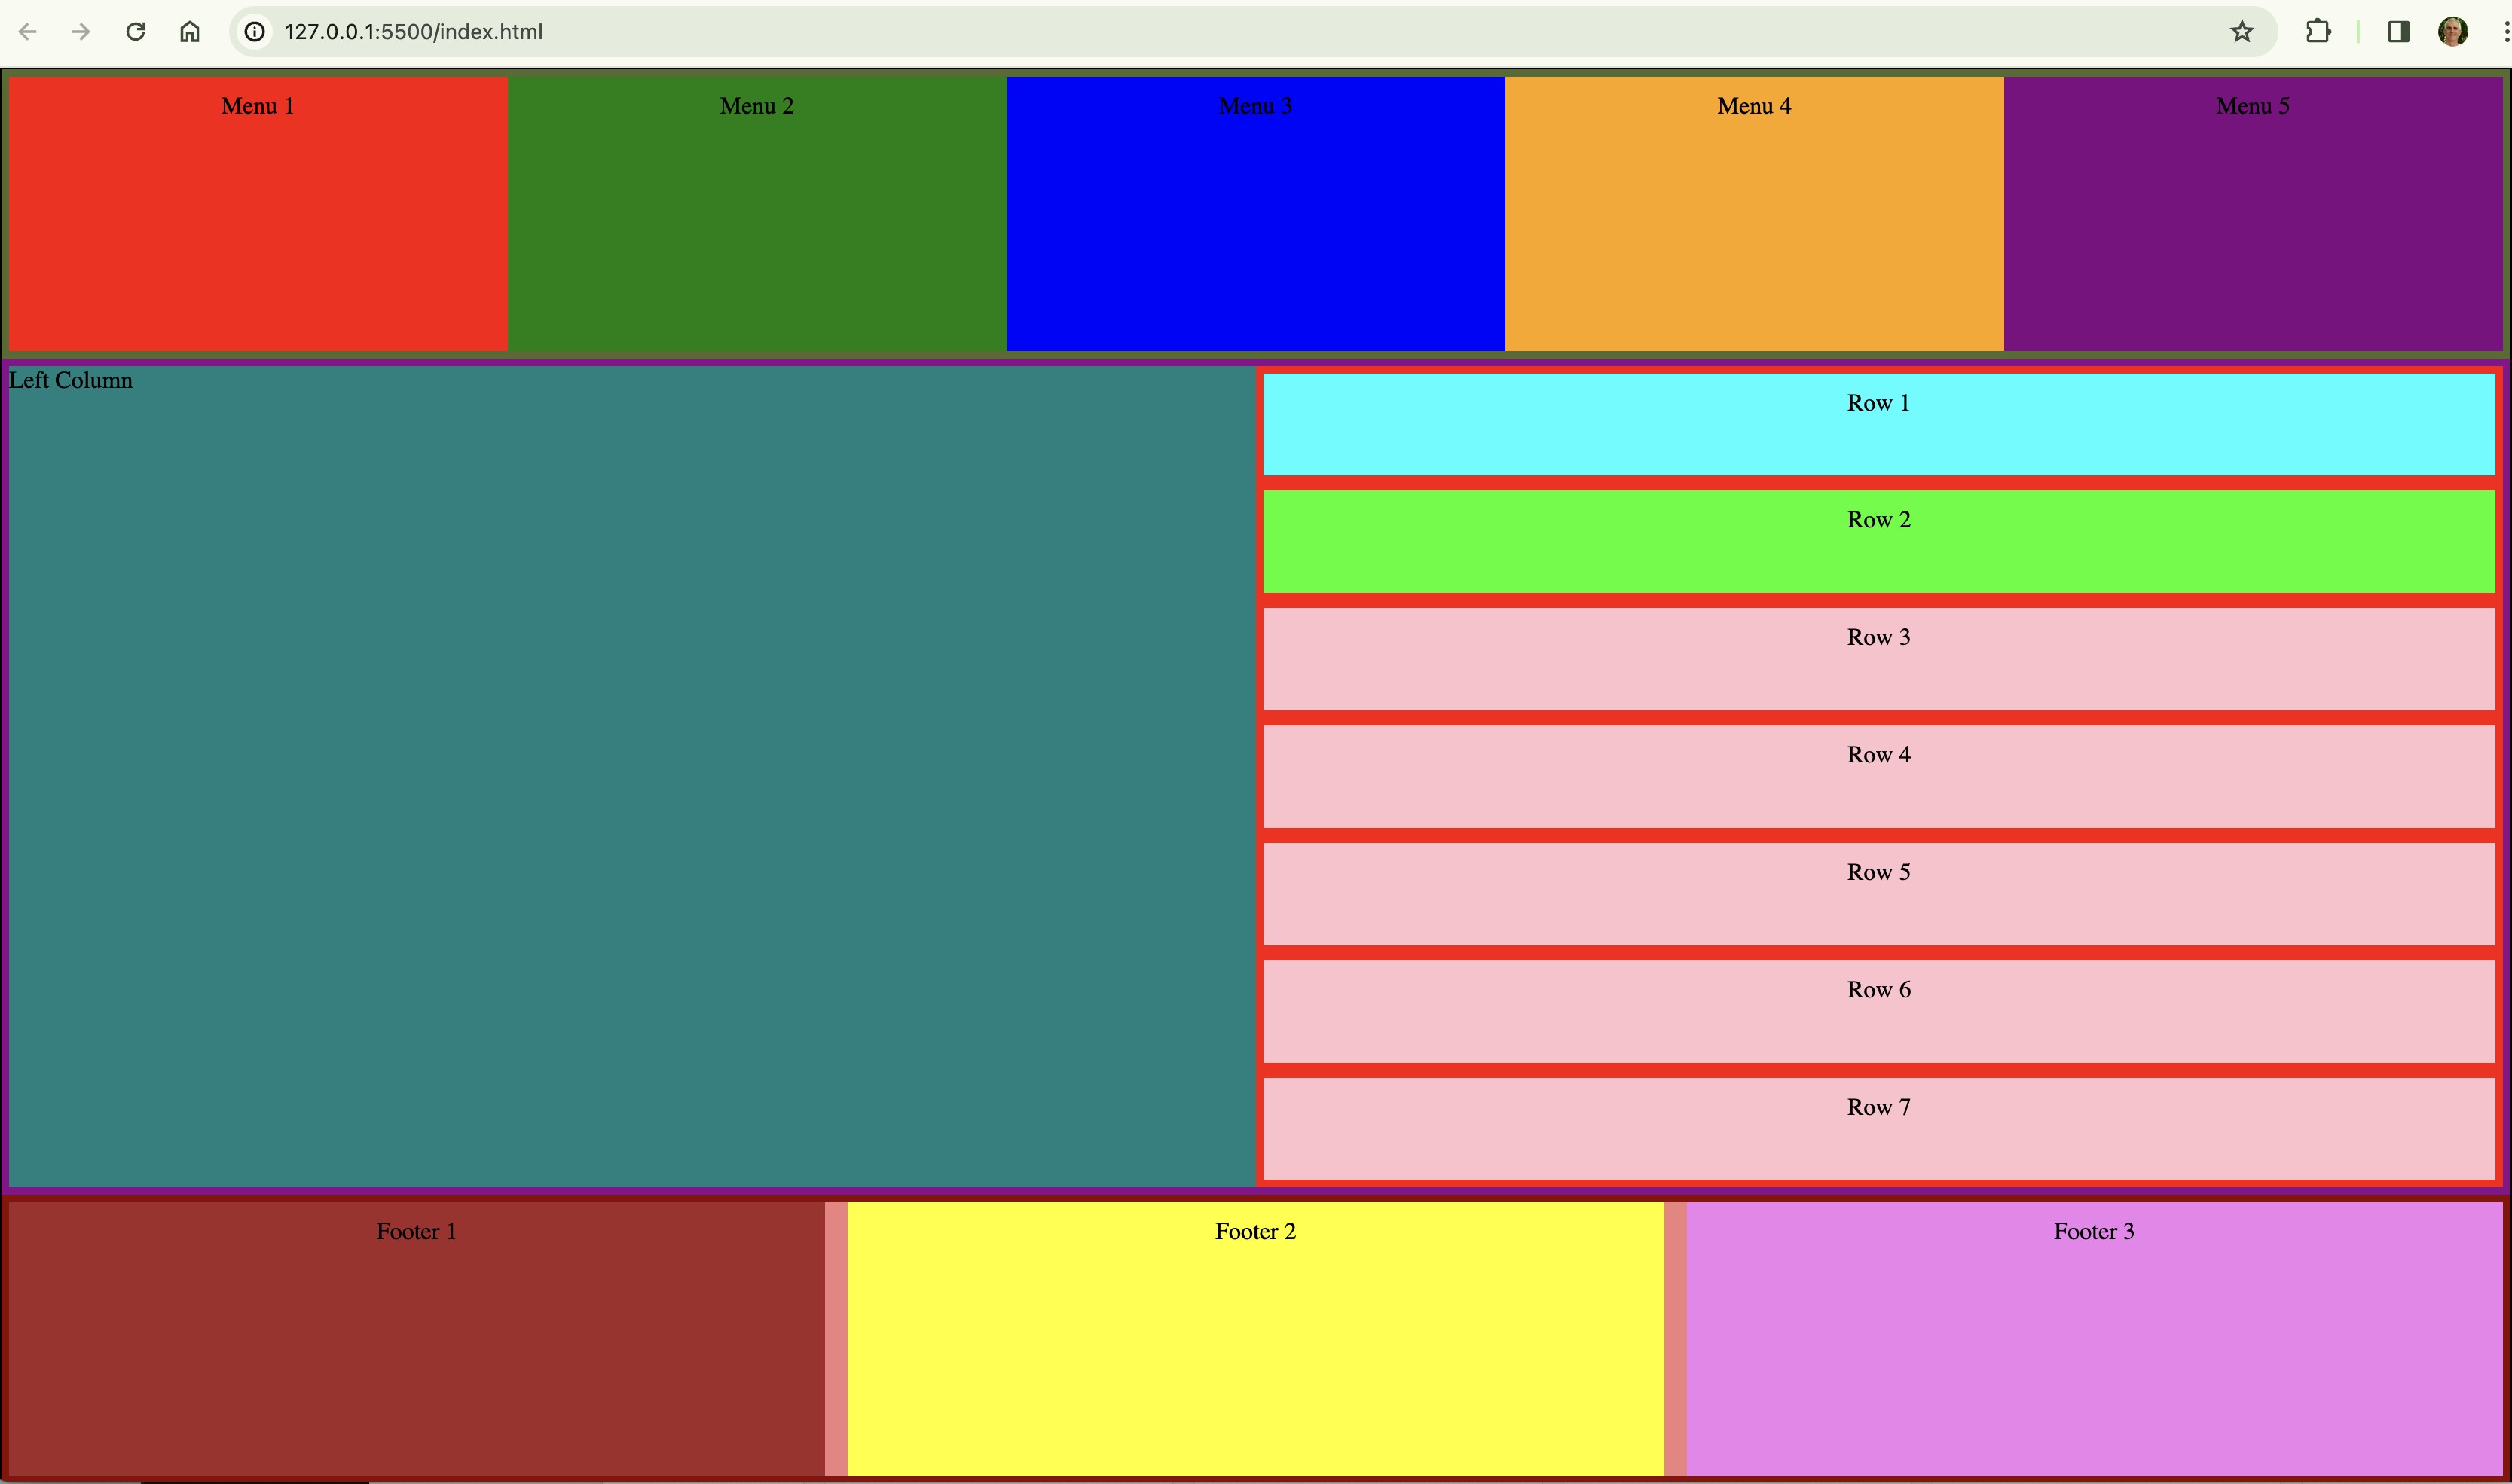 127.0.0.1:5500/index.html
Menu 1
Menu 2
Menu 3
Menu 4
Menu 5
Left Column
Row 1
Row 2
Row 3
Row 4
Row 5
Row 6
Row 7
Footer 1
Footer 2
Footer 3